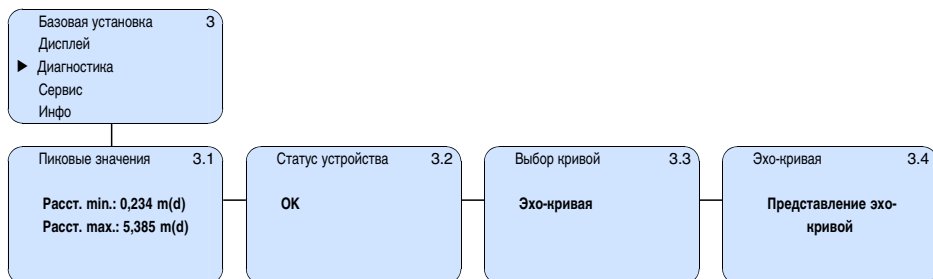 Базовая установка 3
Дисплей
▶ Диагностика
Сервис
Инфо
Пиковые значения 3.1
Расст. min.: 0,234 m(d)
Расст. max.: 5,385 m(d)
Статус устройства 3.2
OK
Выбор кривой 3.3
Эхо-кривая
Эхо-кривая 3.4
Представление эхо-
кривой